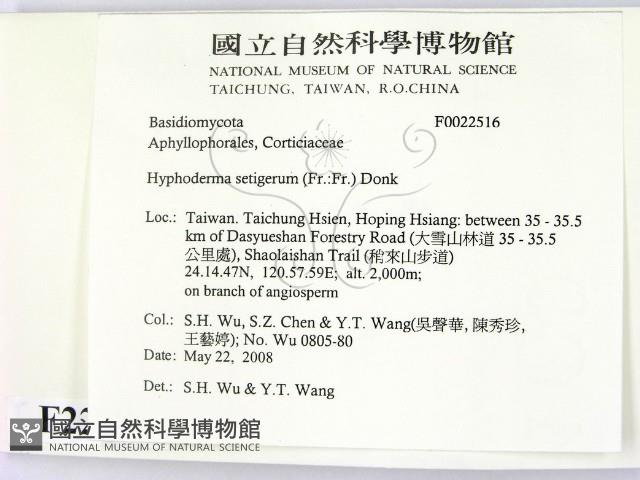 國立自然科學博物館
NATIONAL MUSEUM OF NATURAL SCIENCE
TAICHUNG, TAIWAN, R.O.CHINA
Basidiomycota F0022516
Aphyllophorales, Corticiaceae
Hyphoderma setigerum (Fr.:Fr.) Donk
Loc.: Taiwan. Taichung Hsien, Hoping Hsiang: between 35 - 35.5
km of Dasyueshan Forestry Road (大雪山林道 35 - 35.5
公里處), Shaolaishan Trail (稍來山步道)
24.14.47N, 120.57.59E; alt. 2,000m;
on branch of angiosperm
Col.: S.H. Wu, S.Z. Chen & Y.T. Wang(吳聲華, 陳秀珍,
王藝婷); No. Wu 0805-80
Date: May 22, 2008
Det.: S.H. Wu & Y.T. Wang
國立自然科學博物館
NATIONAL MUSEUM OF NATURAL SCIENCE